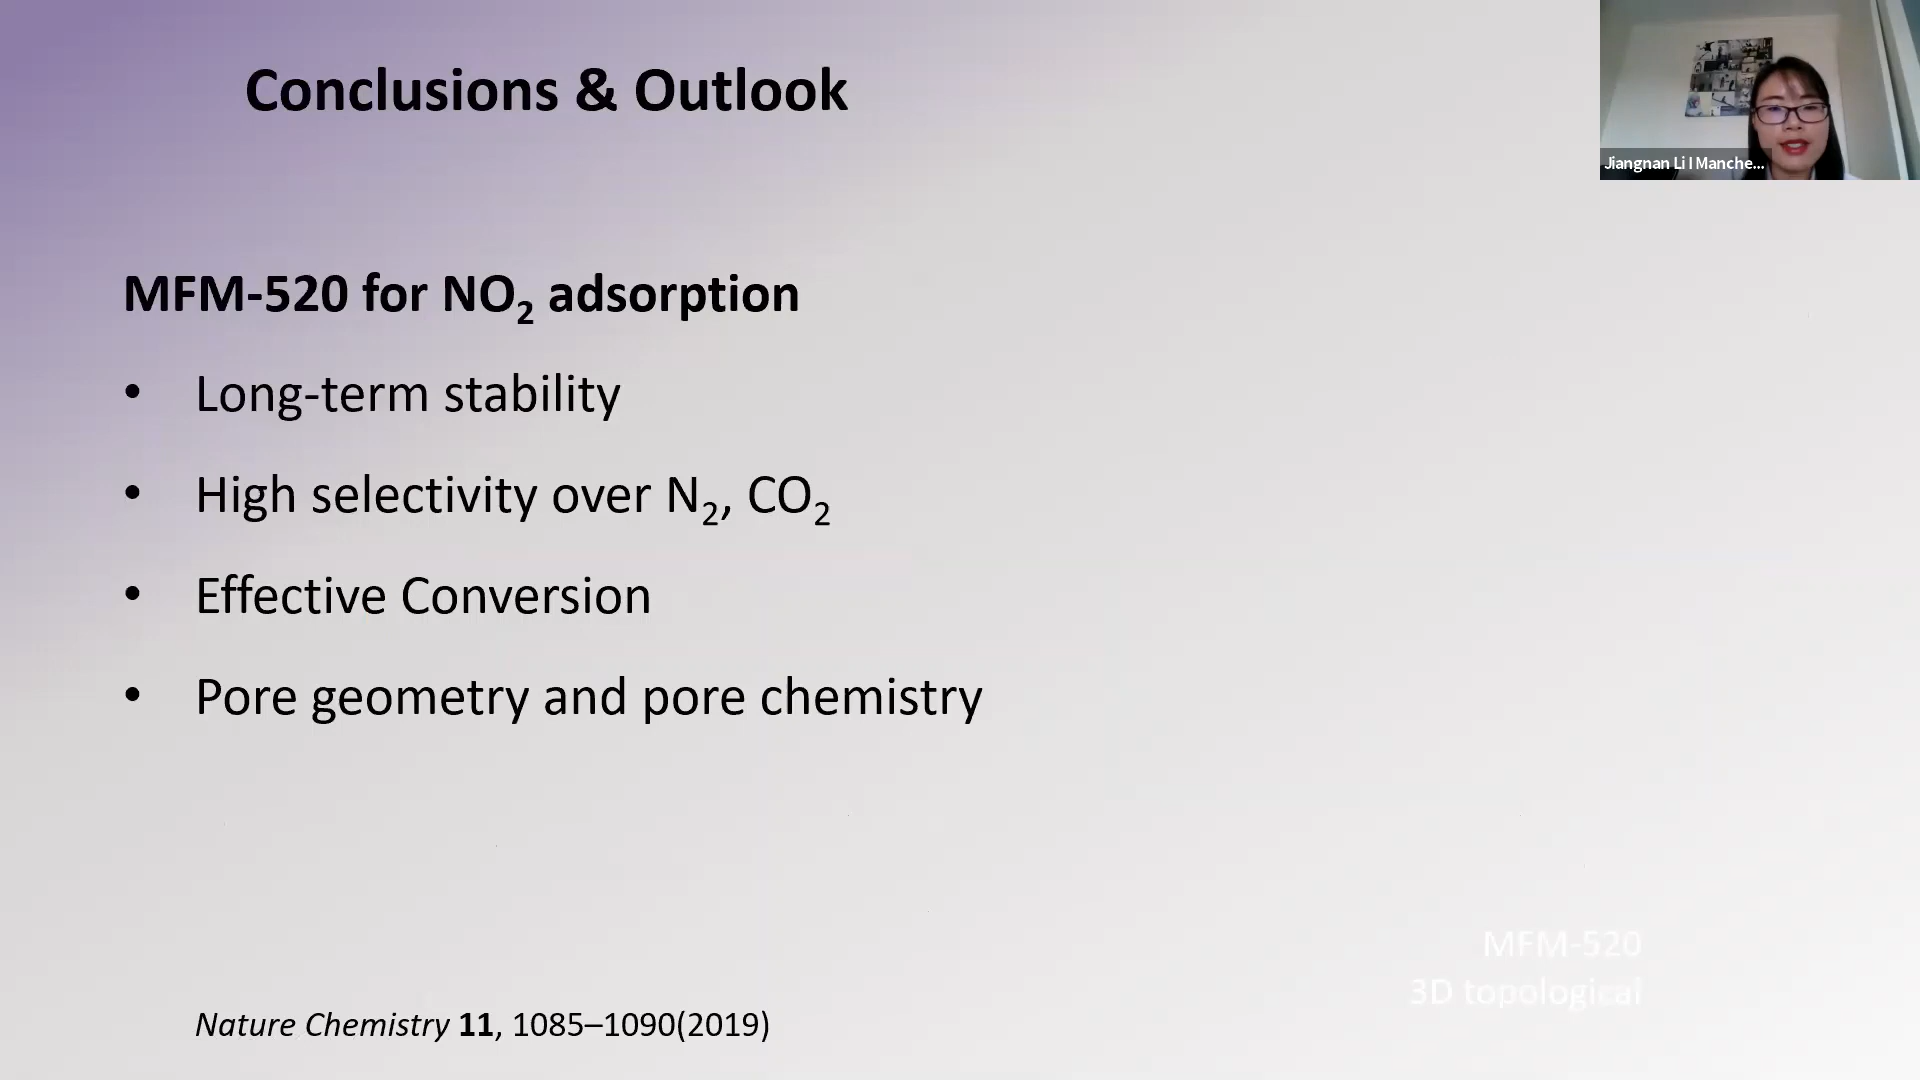 Conclusions & Outlook
Jiangnan Li I Manche...
MFM-520 for NO₂ adsorption
• Long-term stability
• High selectivity over N₂, CO₂
• Effective Conversion
• Pore geometry and pore chemistry
MFM-520
3D topological
Nature Chemistry 11, 1085–1090(2019)